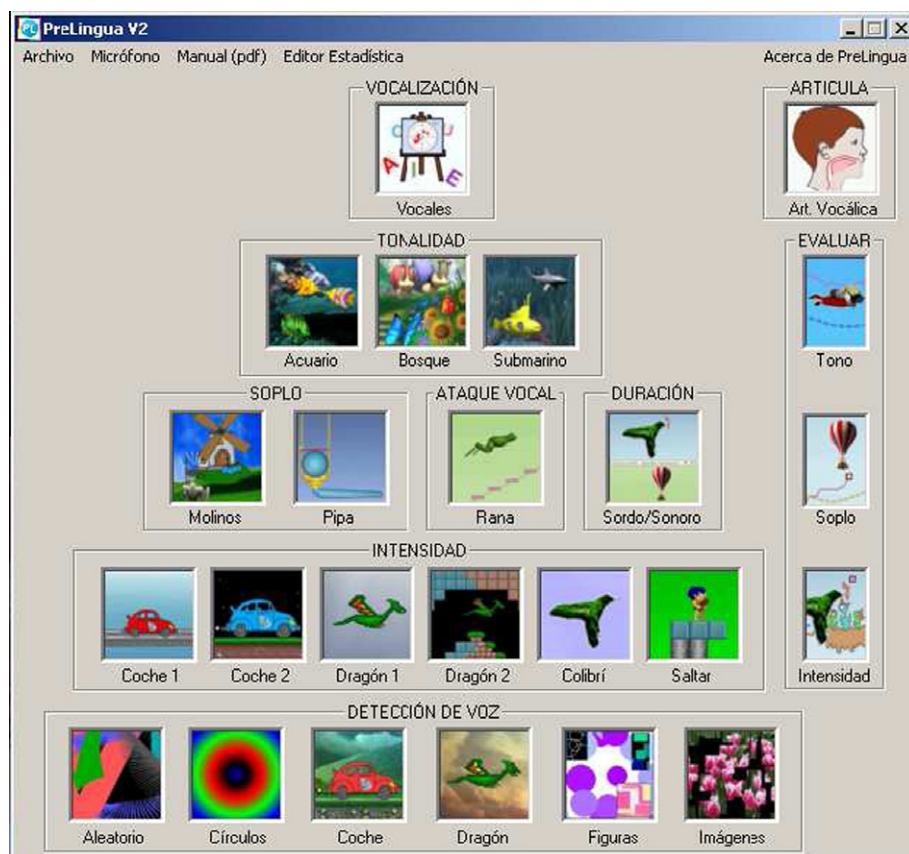 PreLingua V2
Archivo Micrófono Manual (pdf) Editor Estadística Acerca de PreLingua
VOCALIZACIÓN ARTICULA
Vocales Art. Vocálica
TONALIDAD EVALUAR
Acuario Bosque Submarino Tono
SOPLO ATAQUE VOCAL DURACIÓN
Molinos Pipa Rana Sordo/Sonoro Soplo
INTENSIDAD
Coche 1 Coche 2 Dragón 1 Dragón 2 Colibrí Saltar Intensidad
DETECCIÓN DE VOZ
Aleatorio Círculos Coche Dragón Figuras Imágenes